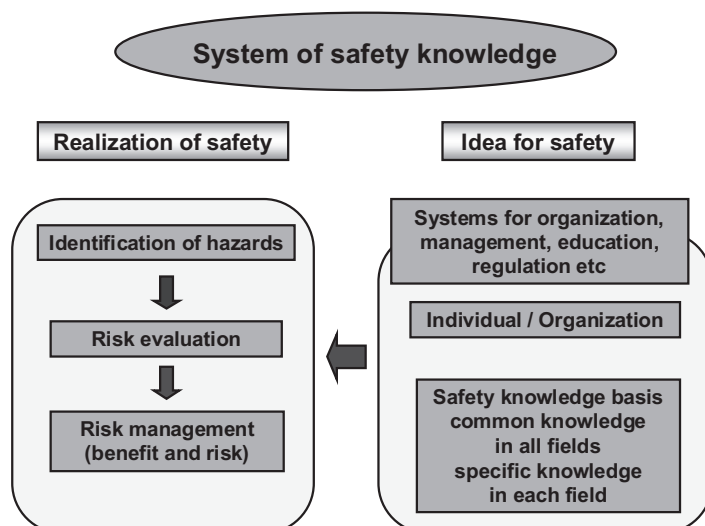 System of safety knowledge
Realization of safety
Idea for safety
Identification of hazards
Risk evaluation
Risk management
(benefit and risk)
Systems for organization,
management, education,
regulation etc
Individual / Organization
Safety knowledge basis
common knowledge
in all fields
specific knowledge
in each field